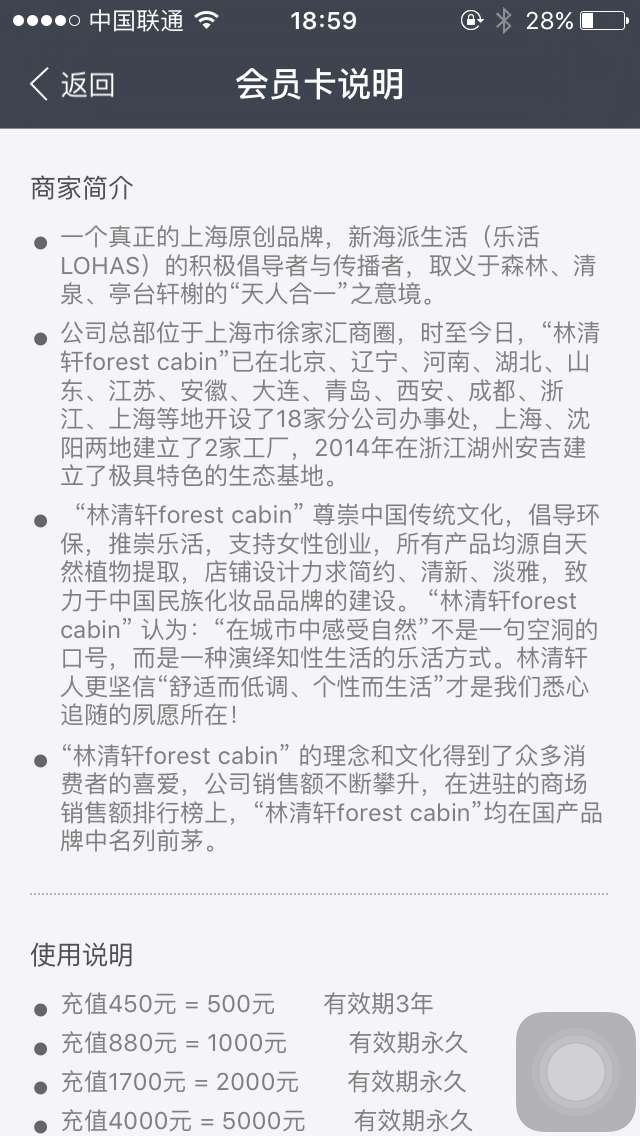 中国联通 18:59 28%
返回 会员卡说明
商家简介
一个真正的上海原创品牌，新海派生活（乐活
LOHAS）的积极倡导者与传播者，取义于森林、清
泉、亭台轩榭的“天人合一”之意境。
公司总部位于上海市徐家汇商圈，时至今日，“林清
轩forest cabin”已在北京、辽宁、河南、湖北、山
东、江苏、安徽、大连、青岛、西安、成都、浙
江、上海等地开设了18家分公司办事处，上海、沈
阳两地建立了2家工厂，2014年在浙江湖州安吉建
立了极具特色的生态基地。
“林清轩forest cabin” 尊崇中国传统文化，倡导环
保，推崇乐活，支持女性创业，所有产品均源自天
然植物提取，店铺设计力求简约、清新、淡雅，致
力于中国民族化妆品品牌的建设。“林清轩forest
cabin” 认为：“在城市中感受自然”不是一句空洞的
口号，而是一种演绎知性生活的乐活方式。林清轩
人更坚信“舒适而低调、个性而生活”才是我们悉心
追随的夙愿所在！
“林清轩forest cabin” 的理念和文化得到了众多消
费者的喜爱，公司销售额不断攀升，在进驻的商场
销售额排行榜上，“林清轩forest cabin”均在国产品
牌中名列前茅。
使用说明
充值450元 = 500元 有效期3年
充值880元 = 1000元 有效期永久
充值1700元 = 2000元 有效期永久
充值4000元 = 5000元 有效期永久